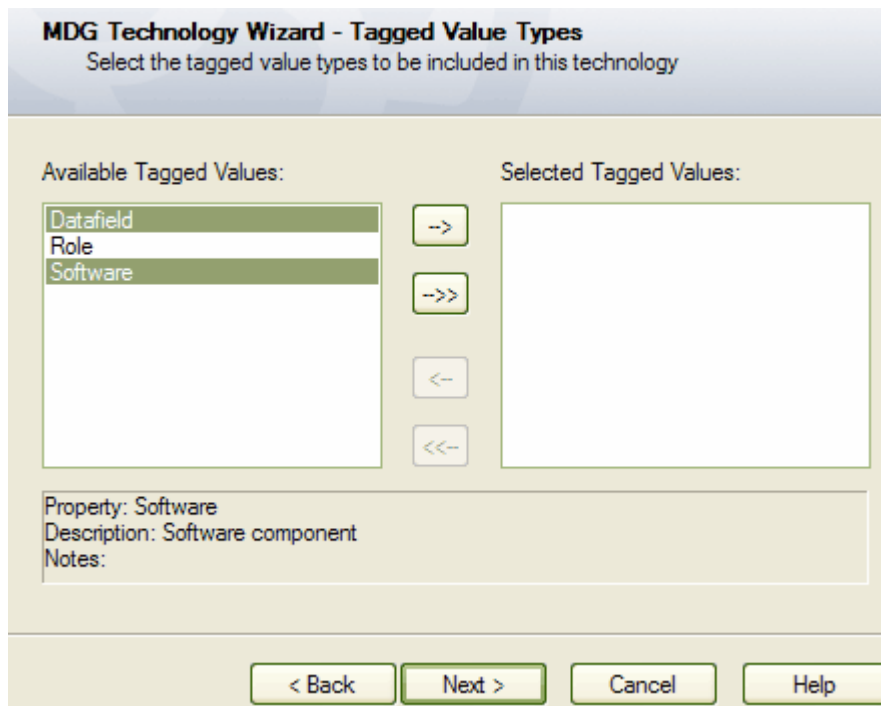 MDG Technology Wizard - Tagged Value Types
Select the tagged value types to be included in this technology
Available Tagged Values:
Selected Tagged Values:
Datafield
Role
Software
-->
-->>
<--
<<--
Property: Software
Description: Software component
Notes:
< Back
Next >
Cancel
Help